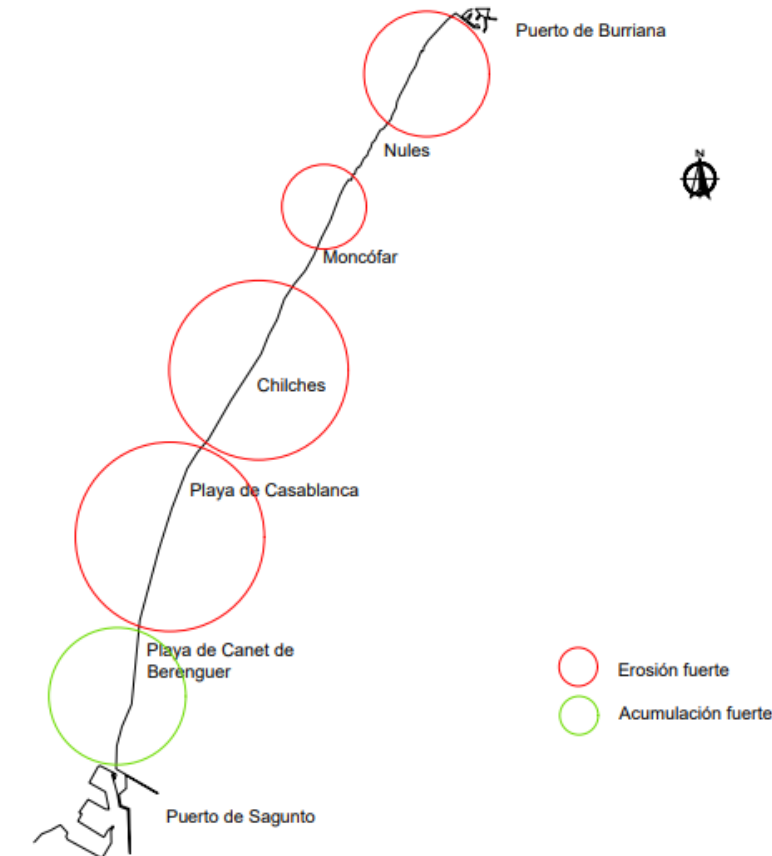 Puerto de Burriana
Nules
N
Moncófar
Chilches
Playa de Casablanca
Playa de Canet de
Berenguer
Erosión fuerte
Acumulación fuerte
Puerto de Sagunto